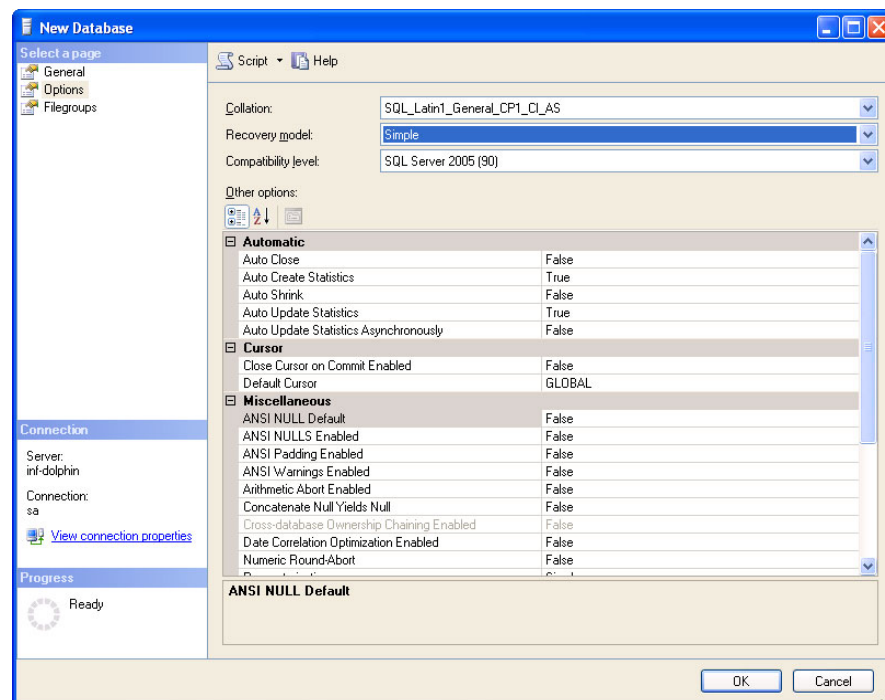 New Database
Select a page
General
Options
Filegroups
Script
Help
Collation:
SQL_Latin1_General_CP1_CI_AS
Recovery model:
Simple
Compatibility level:
SQL Server 2005 (90)
Other options:
Automatic
Auto Close False
Auto Create Statistics True
Auto Shrink False
Auto Update Statistics True
Auto Update Statistics Asynchronously False
Cursor
Close Cursor on Commit Enabled False
Default Cursor GLOBAL
Miscellaneous
ANSI NULL Default False
ANSI NULLS Enabled False
ANSI Padding Enabled False
ANSI Warnings Enabled False
Arithmetic Abort Enabled False
Concatenate Null Yields Null False
Cross-database Ownership Chaining Enabled False
Date Correlation Optimization Enabled False
Numeric Round-Abort False
ANSI NULL Default
Connection
Server:
inf-dolphin
Connection:
sa
View connection properties
Progress
Ready
OK
Cancel